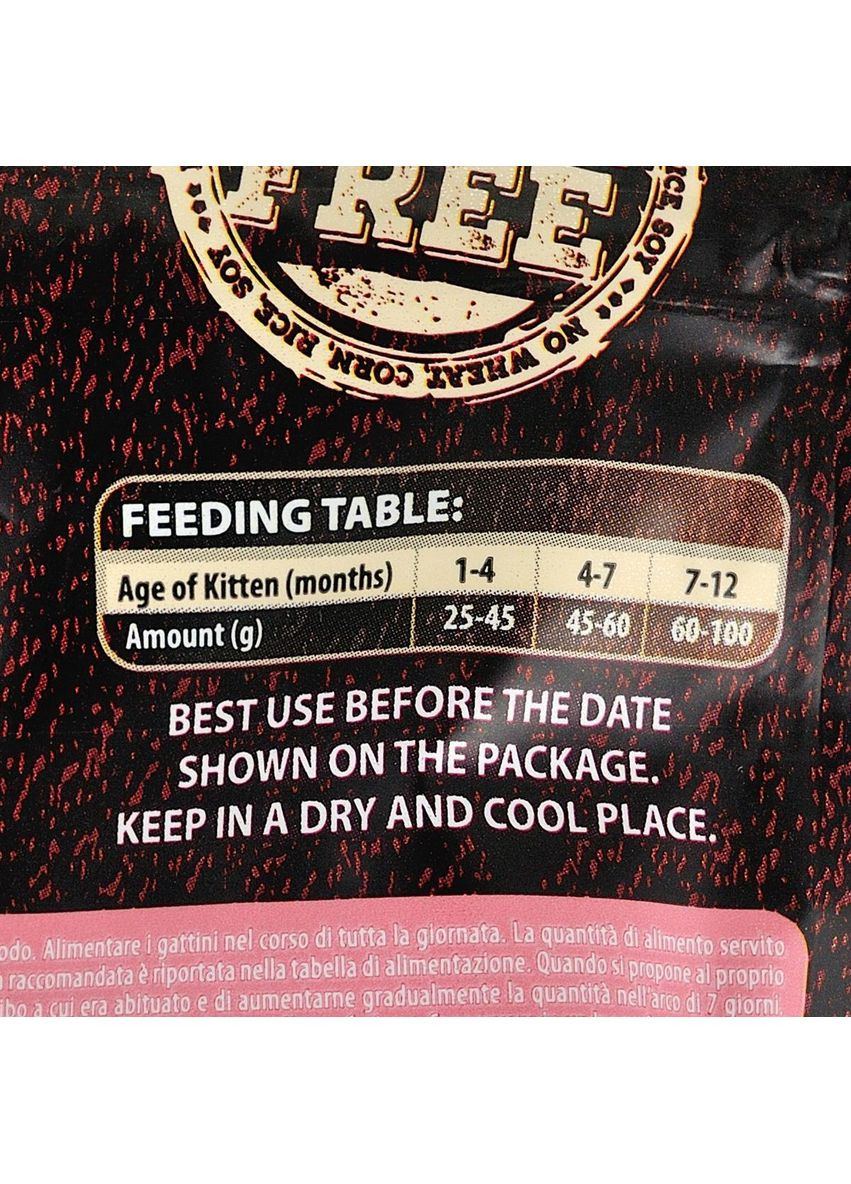 FREE
RICE, SOY ••• NO WHEAT, CORN, RICE, SOY •••
FEEDING TABLE:
Age of Kitten (months) 1-4 4-7 7-12
Amount (g) 25-45 45-60 60-100
BEST USE BEFORE THE DATE
SHOWN ON THE PACKAGE.
KEEP IN A DRY AND COOL PLACE.
Alimentare i gattini nel corso di tutta la giornata. La quantità di alimento servito
raccomandata è riportata nella tabella di alimentazione. Quando si propone al proprio
a cui era abituato e di aumentarne gradualmente la quantità nell'arco di 7 giorni.